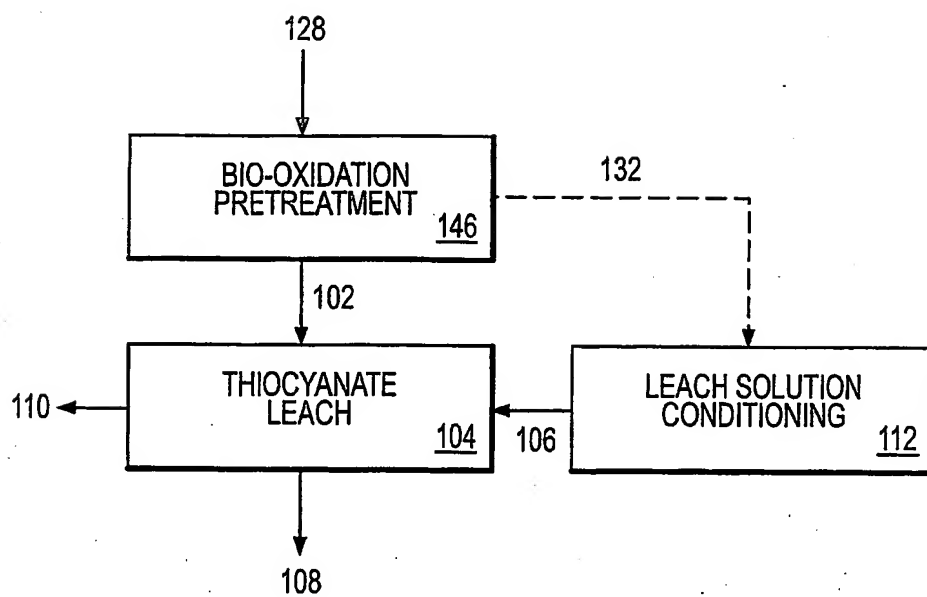 128
BIO-OXIDATION
PRETREATMENT
146
132
102
THIOCYANATE
LEACH
104
110
106
LEACH SOLUTION
CONDITIONING
112
108